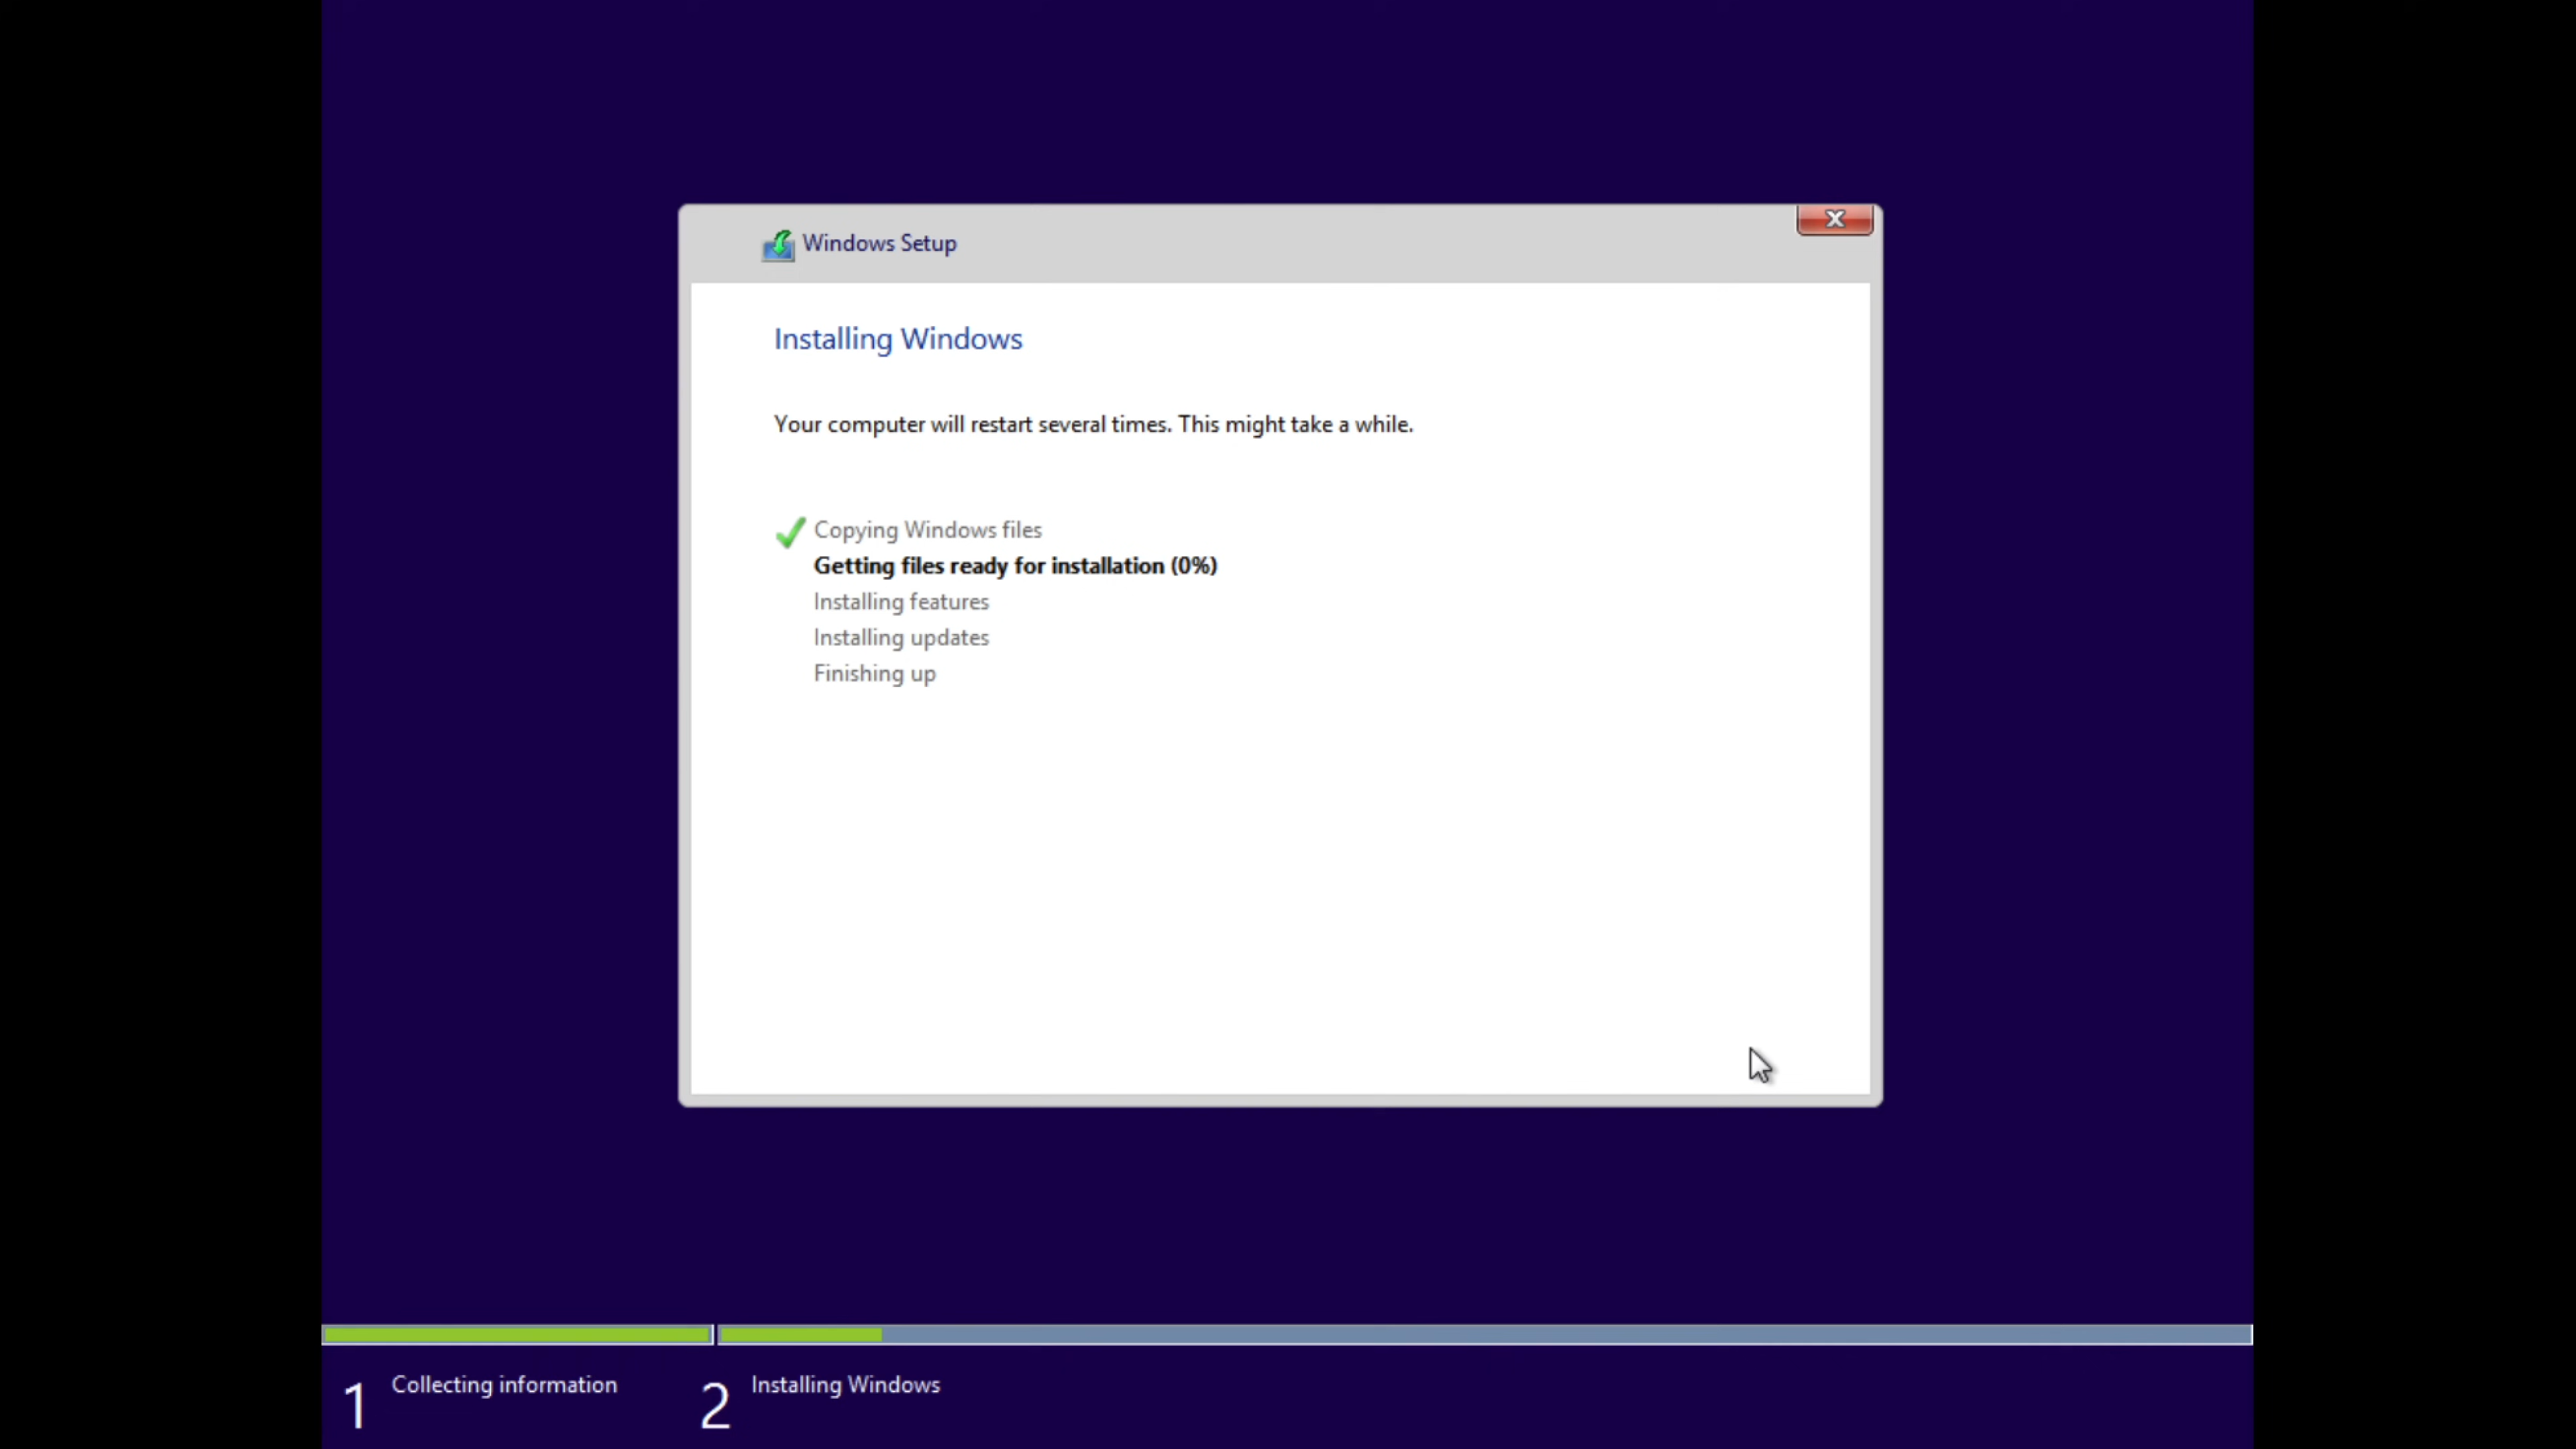 Windows Setup
Installing Windows
Your computer will restart several times. This might take a while.
Copying Windows files
Getting files ready for installation (0%)
Installing features
Installing updates
Finishing up
1 Collecting information
2 Installing Windows